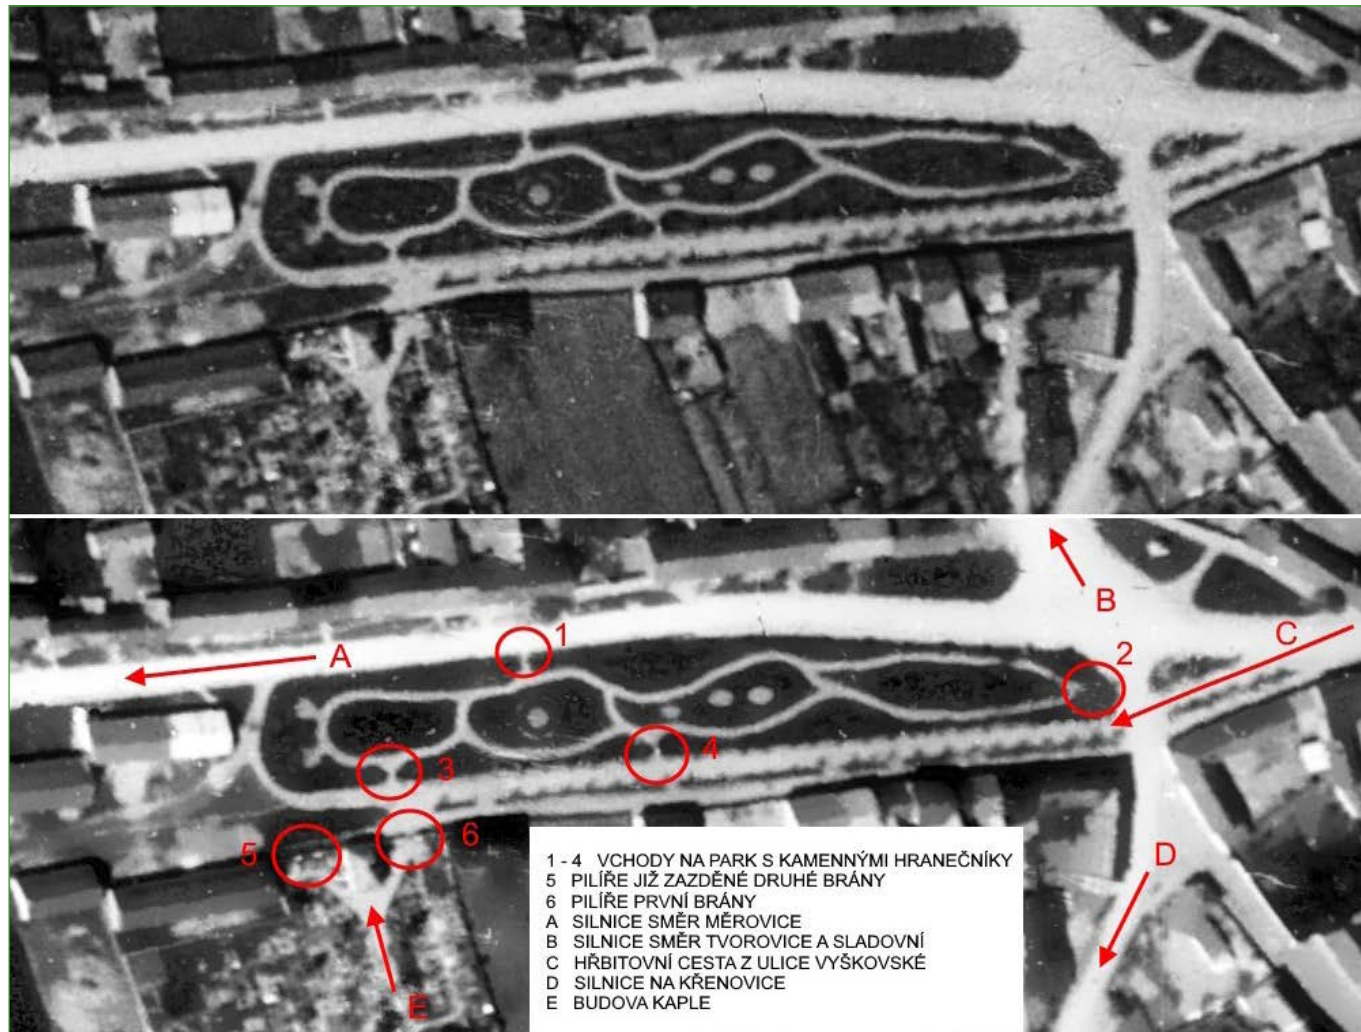 B
1
C
A
2
4
3
6
5
D
E
1 - 4 VCHODY NA PARK S KAMENNÝMI HRANEČNÍKY
5 PILÍŘE JIŽ ZAZDĚNÉ DRUHÉ BRÁNY
6 PILÍŘE PRVNÍ BRÁNY
A SILNICE SMĚR MĚROVICE
B SILNICE SMĚR TVOROVICE A SLADOVNÍ
C HŘBITOVNÍ CESTA Z ULICE VYŠKOVSKÉ
D SILNICE NA KŘENOVICE
E BUDOVA KAPLE